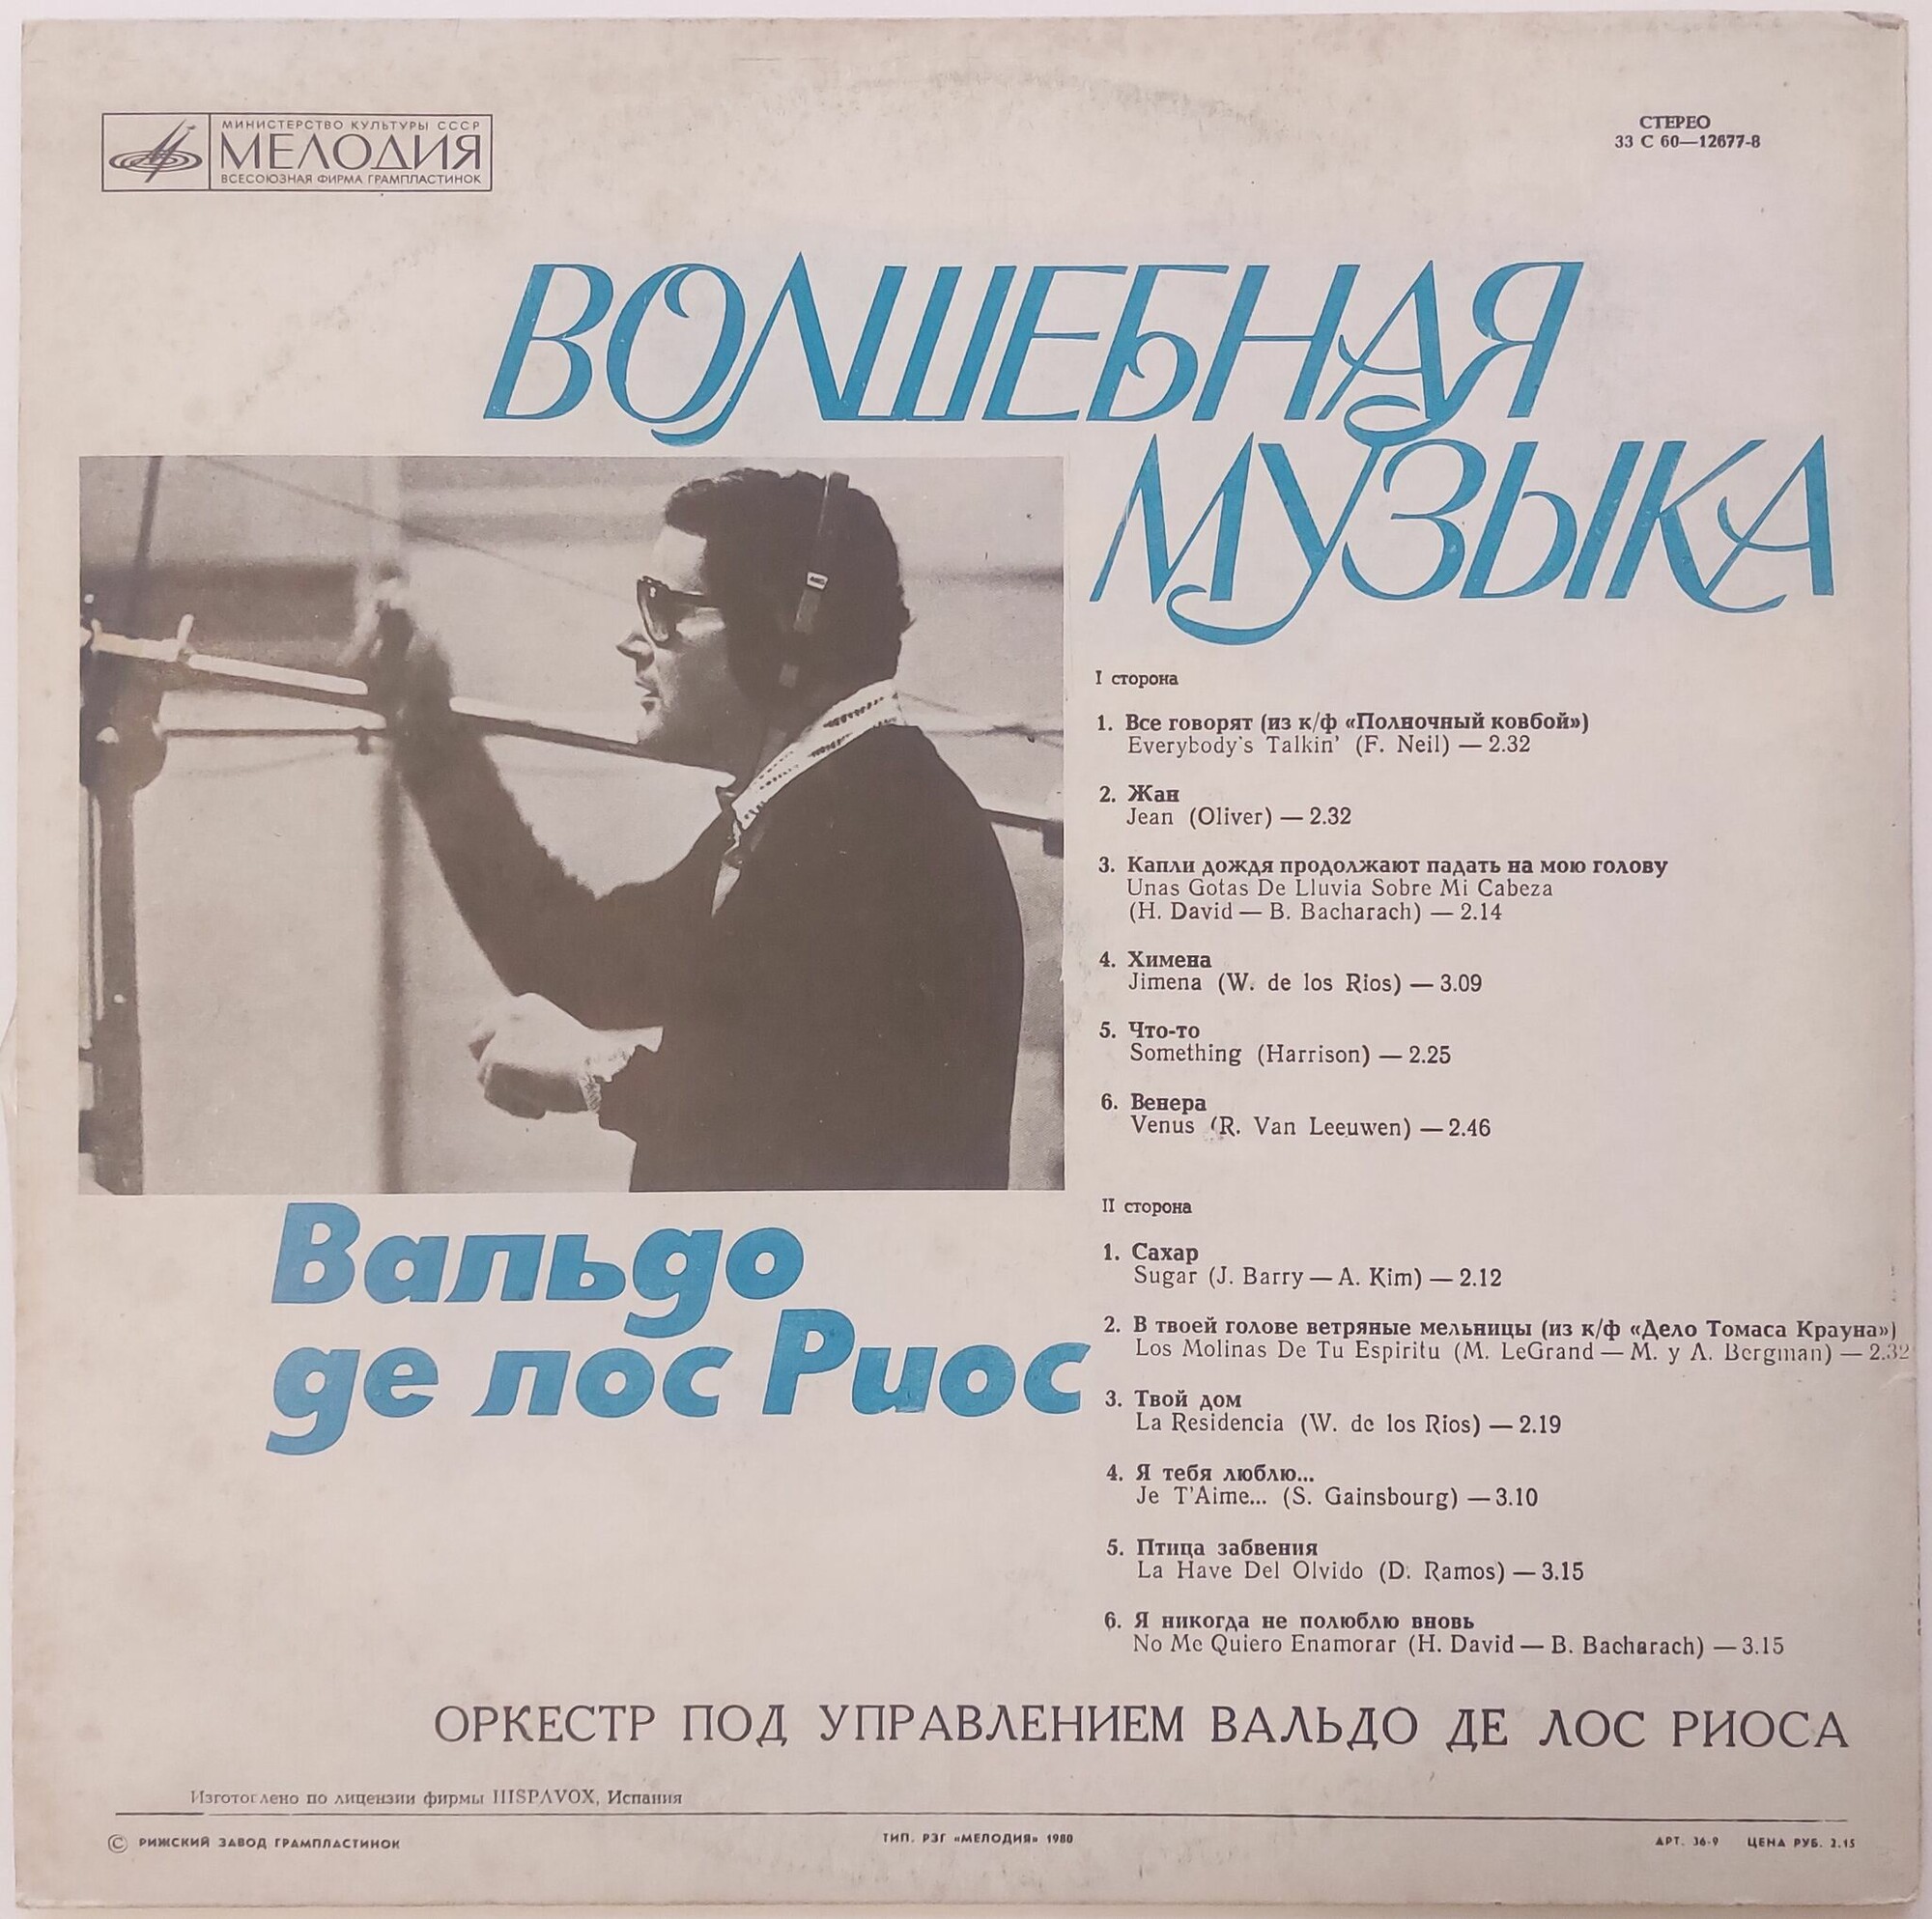 МИНИСТЕРСТВО КУЛЬТУРЫ СССР
МЕЛОДИЯ
ВСЕСОЮЗНАЯ ФИРМА ГРАМПЛАСТИНОК
СТЕРЕО
33 С 60—12677-8
ВОЛШЕБНАЯ
МУЗЫКА
I сторона
1. Все говорят (из к/ф «Полночный ковбой»)
Everybody's Talkin' (F. Neil) — 2.32
2. Жан
Jean (Oliver) — 2.32
3. Капли дождя продолжают падать на мою голову
Unas Gotas De Lluvia Sobre Mi Cabeza
(H. David — B. Bacharach) — 2.14
4. Химена
Jimena (W. de los Rios) — 3.09
5. Что-то
Something (Harrison) — 2.25
6. Венера
Venus (R. Van Leeuwen) — 2.46
Вальдо
де лос Риос
II сторона
1. Сахар
Sugar (J. Barry — A. Kim) — 2.12
2. В твоей голове ветряные мельницы (из к/ф «Дело Томаса Крауна»)
Los Molinas De Tu Espiritu (M. LeGrand — M. y A. Bergman) — 2.32
3. Твой дом
La Residencia (W. de los Rios) — 2.19
4. Я тебя люблю...
Je T'Aime... (S. Gainsbourg) — 3.10
5. Птица забвения
La Have Del Olvido (D. Ramos) — 3.15
6. Я никогда не полюблю вновь
No Me Quiero Enamorar (H. David — B. Bacharach) — 3.15
ОРКЕСТР ПОД УПРАВЛЕНИЕМ ВАЛЬДО ДЕ ЛОС РИОСА
Изготовлено по лицензии фирмы HISPAVOX, Испания
© РИЖСКИЙ ЗАВОД ГРАМПЛАСТИНОК
ТИП. РЗГ «МЕЛОДИЯ» 1980
АРТ. 36-9 ЦЕНА РУБ. 2.15